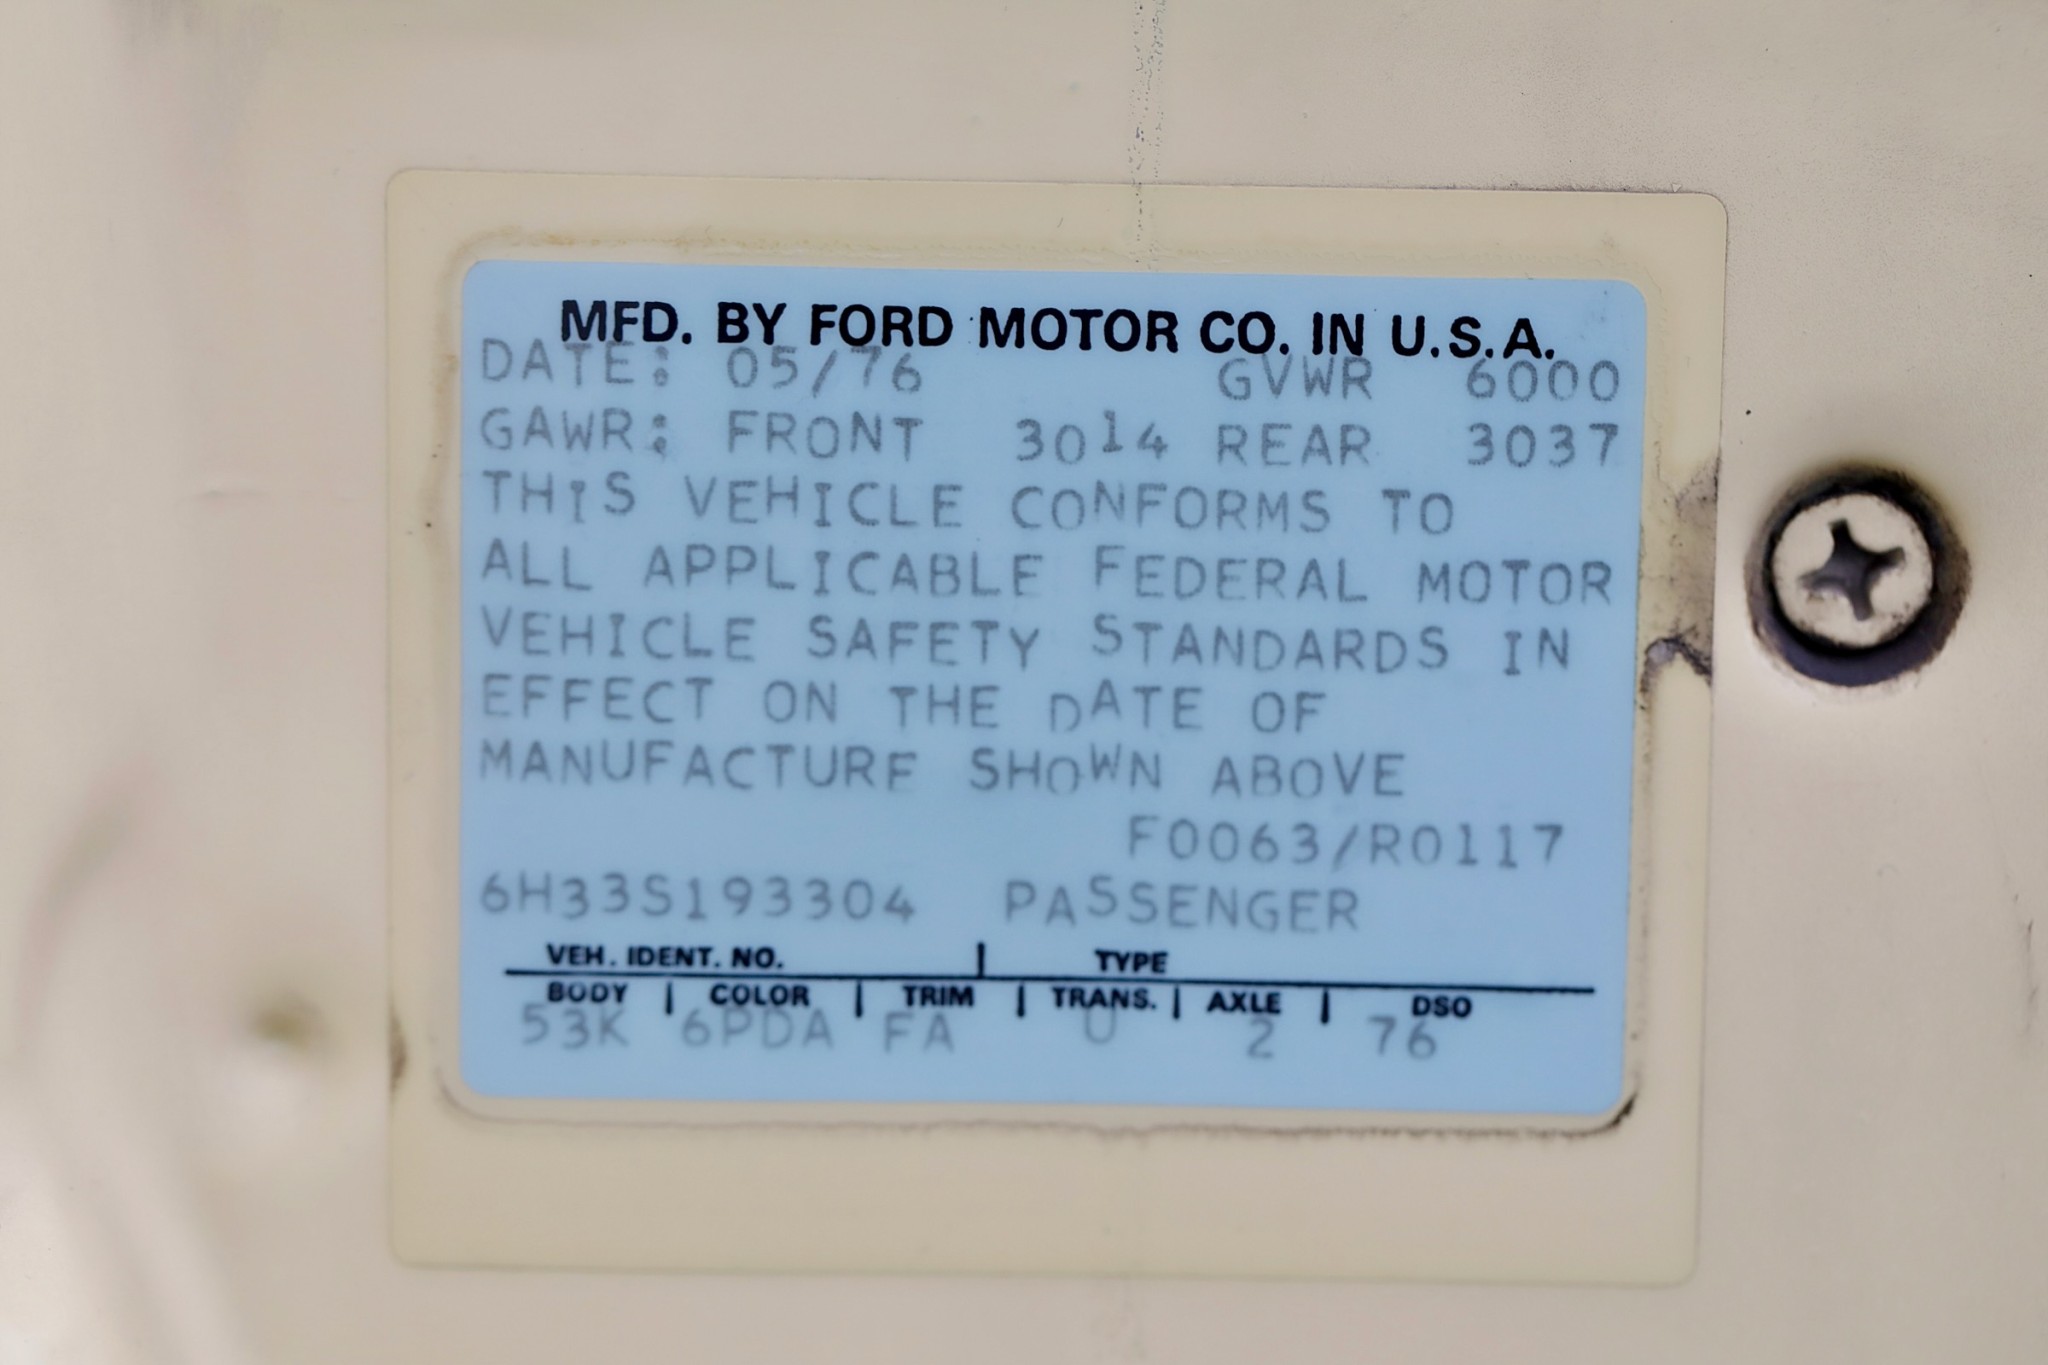 MFD. BY FORD MOTOR CO. IN U.S.A.
DATE: 05/76 GVWR 6000
GAWR: FRONT 3014 REAR 3037
THIS VEHICLE CONFORMS TO
ALL APPLICABLE FEDERAL MOTOR
VEHICLE SAFETY STANDARDS IN
EFFECT ON THE DATE OF
MANUFACTURE SHOWN ABOVE
F0063/R0117
6H33S193304 PASSENGER
VEH. IDENT. NO. | TYPE
BODY | COLOR | TRIM | TRANS. | AXLE | DSO
53K 6PDA FA U 2 76